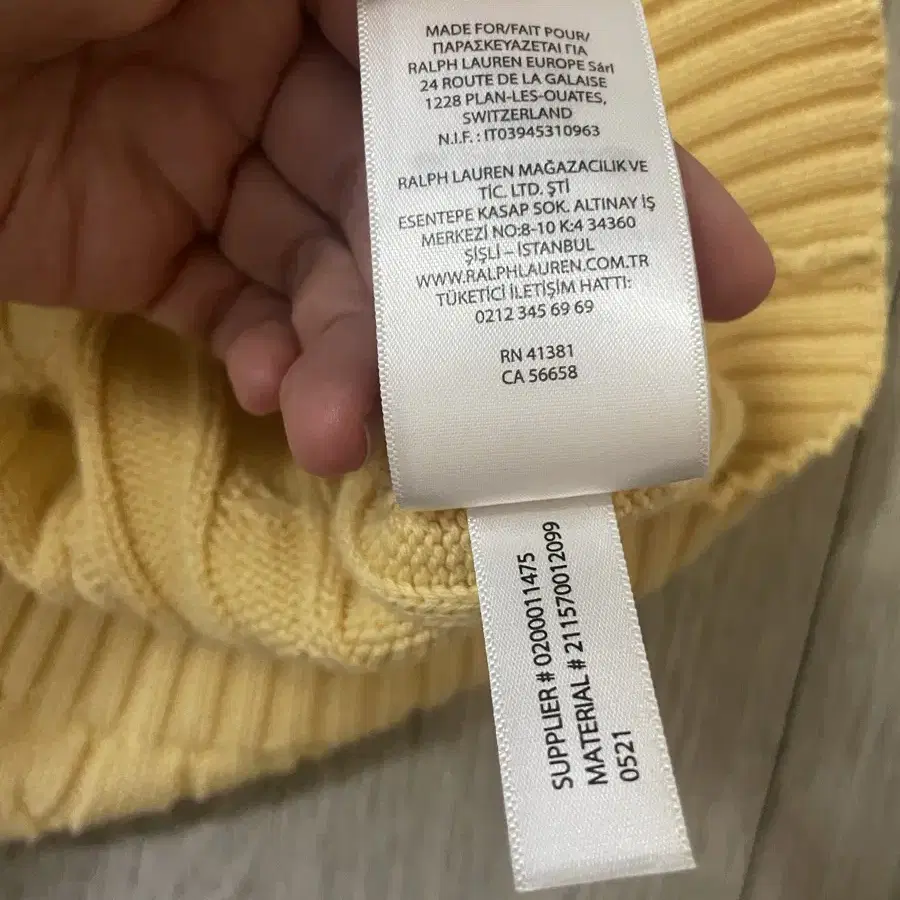 MADE FOR/FAIT POUR/
ΠΑΡΑΣΚΕΥΑΖΕΤΑΙ ΓΙΑ
RALPH LAUREN EUROPE Sárl
24 ROUTE DE LA GALAISE
1228 PLAN-LES-OUATES,
SWITZERLAND
N.I.F.: IT03945310963
RALPH LAUREN MAĞAZACILIK VE
TİC. LTD. ŞTİ
ESENTEPE KASAP SOK. ALTINAY İŞ
MERKEZİ NO:8-10 K:4 34360
ŞİŞLİ – İSTANBUL
WWW.RALPHLAUREN.COM.TR
TÜKETİCİ İLETİŞİM HATTI:
0212 345 69 69
RN 41381
CA 56658
SUPPLIER # 0200011475
MATERIAL # 211570012099
0521